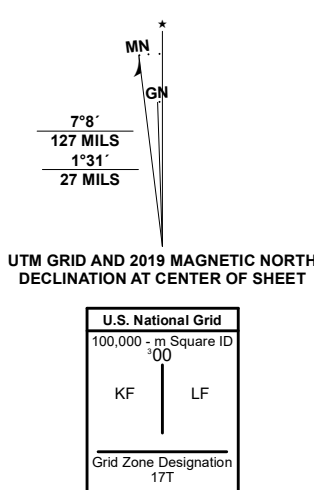 ★
MN
GN
7°8´
127 MILS
1°31´
27 MILS
UTM GRID AND 2019 MAGNETIC NORTH
DECLINATION AT CENTER OF SHEET
U.S. National Grid
100,000 - m Square ID
³00
KF LF
Grid Zone Designation
17T